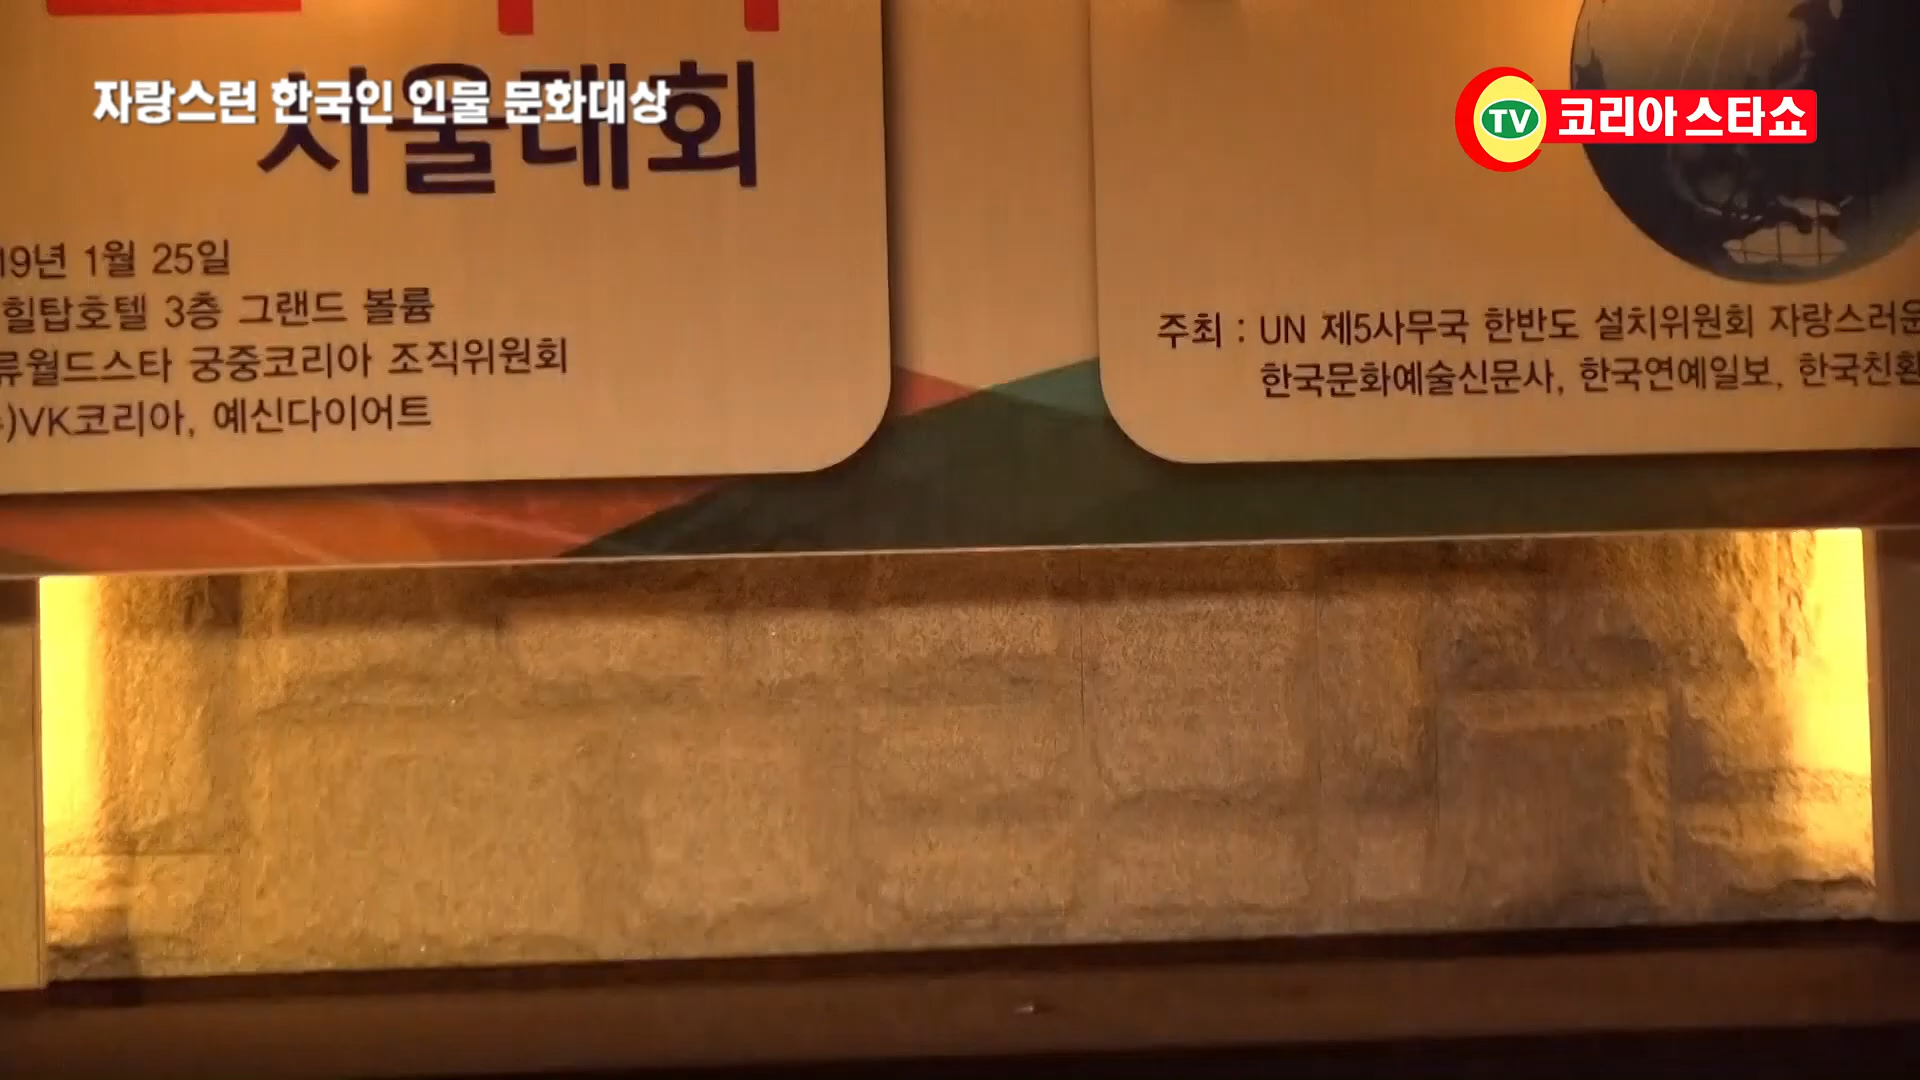 자랑스런 한국인 인물 문화대상
TV 코리아 스타쇼
서울대회
19년 1월 25일
힐탑호텔 3층 그랜드 볼륨
류월드스타 궁중코리아 조직위원회
)VK코리아, 예신다이어트
주최 : UN 제5사무국 한반도 설치위원회 자랑스러운
한국문화예술신문사, 한국연예일보, 한국친환